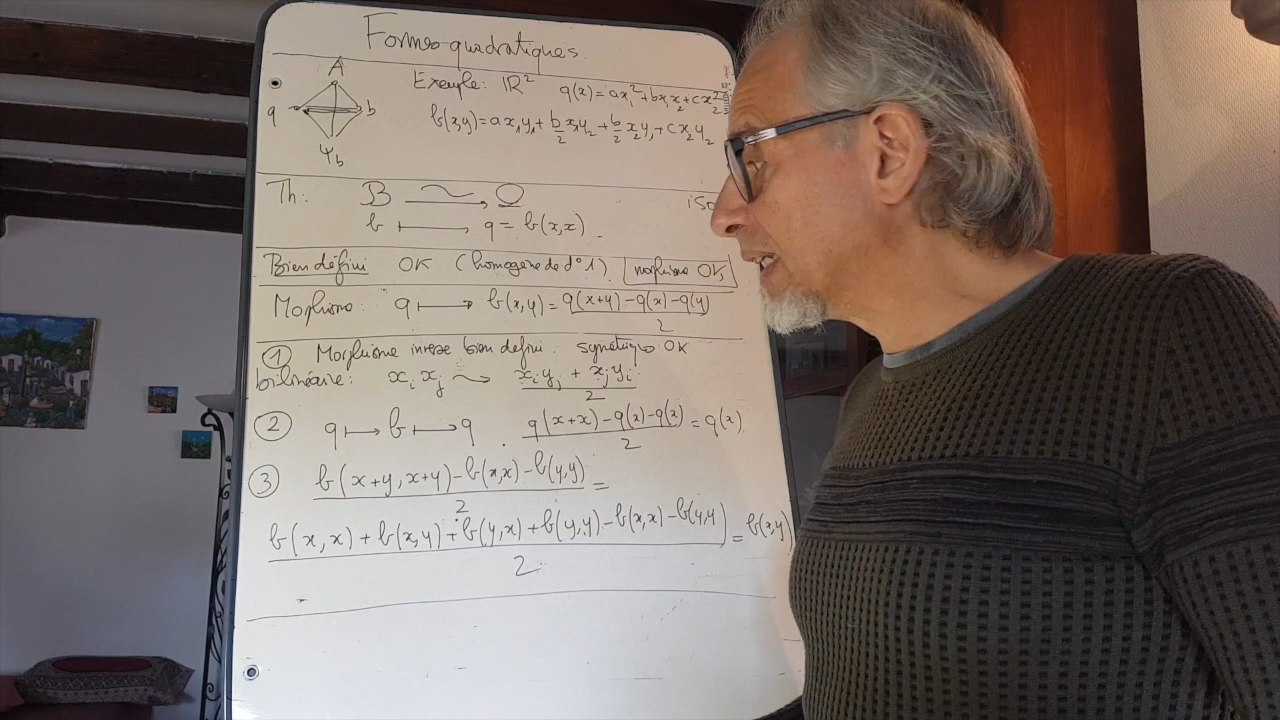 Formes quadratiques.
A
q b
Ψ_b
Exemple: ℝ² q(x)=ax₁²+bx₁x₂+cx₂²
b(x,y)=ax₁y₁+b/2 x₁y₂+b/2 x₂y₁+cx₂y₂
Th: B ⥲ Q iso
b ⟼ q = b(x,x)
Bien défini OK (homogène de d°1). morphisme OK
Morphisme: q ⟼ b(x,y) = (q(x+y)-q(x)-q(y))/2
① Morphisme inverse bien défini. symétrique OK
bilinéaire: xᵢxⱼ ⇝ (xᵢyⱼ + xⱼyᵢ)/2
② q ⟼ b ⟼ q . (q(x+x)-q(x)-q(x))/2 = q(x)
③ (b(x+y,x+y)-b(x,x)-b(y,y))/2 =
(b(x,x)+b(x,y)+b(y,x)+b(y,y)-b(x,x)-b(y,y))/2 = b(x,y)